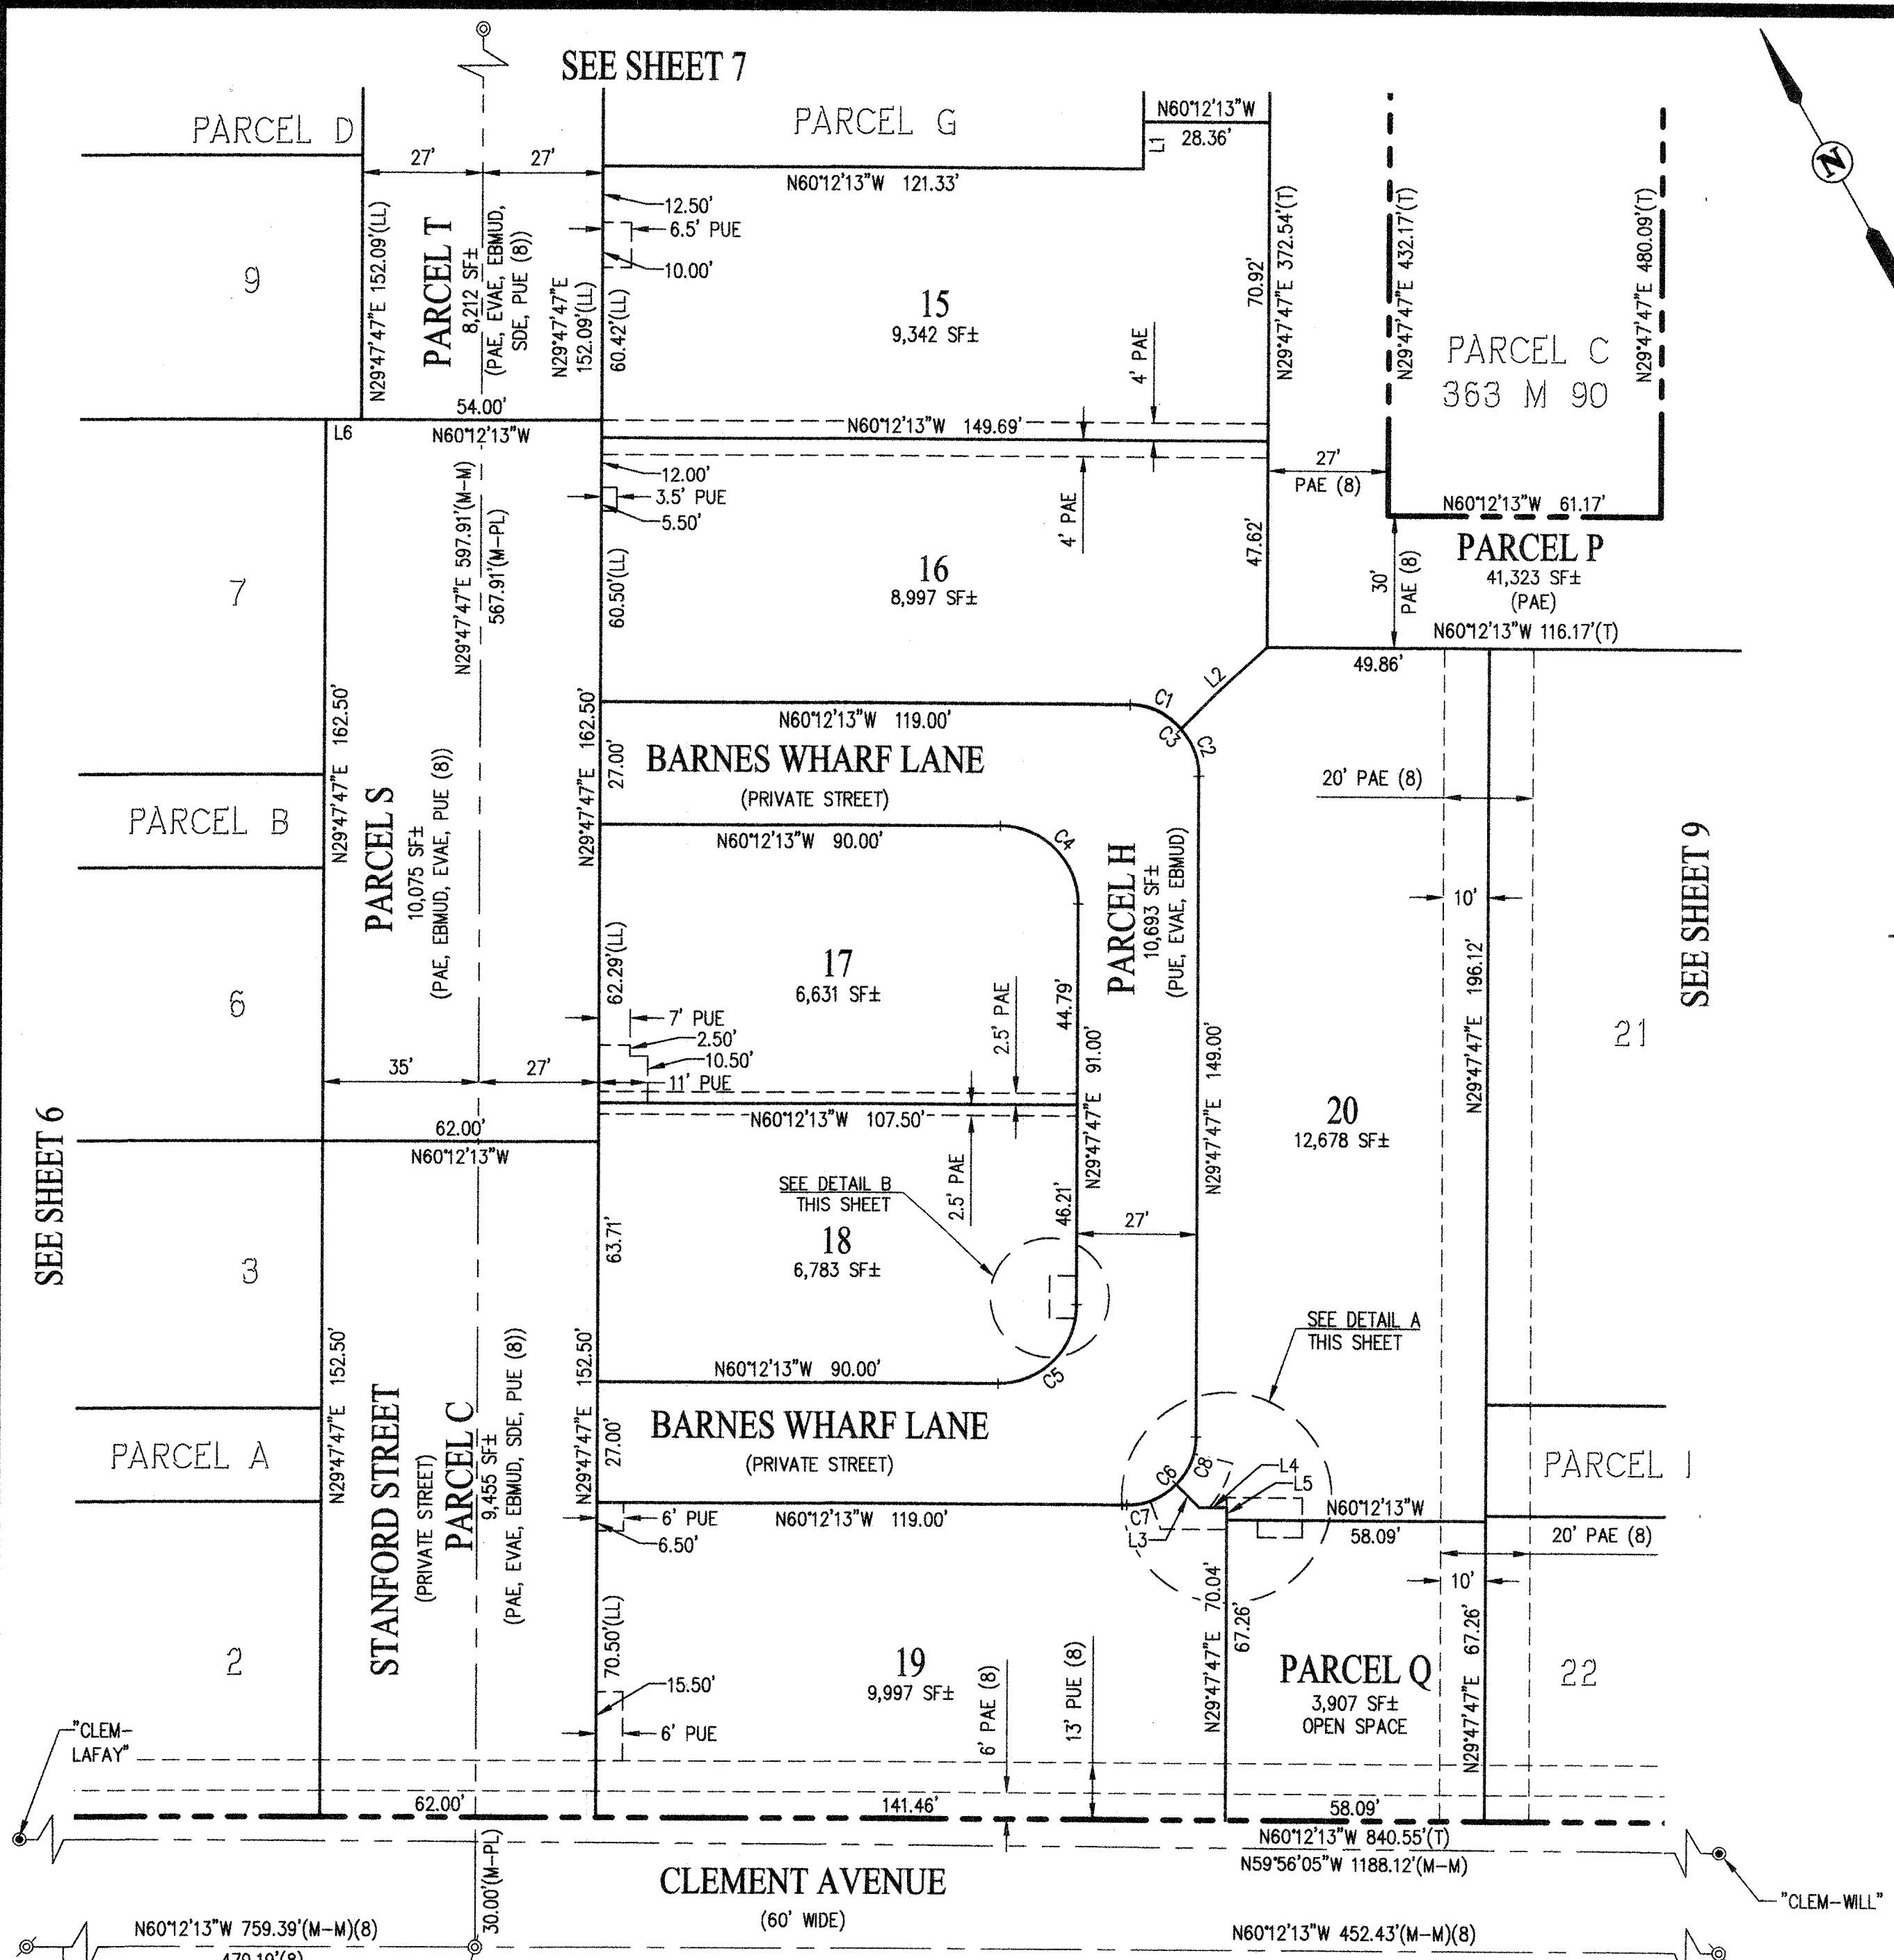 SEE SHEET 7
PARCEL D
PARCEL G
N60°12'13"W
28.36'
L1
N
27'
27'
N60°12'13"W 121.33'
12.50'
6.5' PUE
10.00'
9
N29°47'47"E 152.09'(LL)
PARCEL T
8,212 SF±
(PAE, EVAE, EBMUD,
SDE, PUE (8))
N29°47'47"E
152.09'(LL)
60.42'(LL)
15
9,342 SF±
4' PAE
70.92'
N29°47'47"E 372.54'(T)
N29°47'47"E 432.17'(T)
PARCEL C
363 M 90
N29°47'47"E 480.09'(T)
54.00'
N60°12'13"W
L6
N60°12'13"W 149.69'
12.00'
3.5' PUE
5.50'
4' PAE
27'
PAE (8)
N60°12'13"W 61.17'
PARCEL P
41,323 SF±
(PAE)
30'
PAE (8)
N60°12'13"W 116.17'(T)
49.86'
7
N29°47'47"E 597.91'(M-M)
567.91'(M-PL)
60.50'(LL)
16
8,997 SF±
47.62'
L2
C1
C3
C2
N29°47'47"E 162.50'
N29°47'47"E 162.50'
27.00'
N60°12'13"W 119.00'
BARNES WHARF LANE
(PRIVATE STREET)
20' PAE (8)
PARCEL B
PARCEL S
10,075 SF±
(PAE, EBMUD, EVAE, PUE (8))
N60°12'13"W 90.00'
C4
PARCEL H
10,693 SF±
(PUE, EVAE, EBMUD)
10'
SEE SHEET 9
6
62.29'(LL)
17
6,631 SF±
7' PUE
2.50'
10.50'
11' PUE
2.5' PAE
44.79'
N29°47'47"E 91.00'
N29°47'47"E 149.00'
N29°47'47"E 196.12'
21
35'
27'
N60°12'13"W 107.50'
20
12,678 SF±
SEE SHEET 6
62.00'
N60°12'13"W
2.5' PAE
SEE DETAIL B
THIS SHEET
46.21'
27'
3
63.71'
18
6,783 SF±
SEE DETAIL A
THIS SHEET
N29°47'47"E 152.50'
N29°47'47"E 152.50'
N60°12'13"W 90.00'
C5
STANFORD STREET
(PRIVATE STREET)
PARCEL C
9,455 SF±
(PAE, EVAE, EBMUD, SDE, PUE (8))
PARCEL A
27.00'
BARNES WHARF LANE
(PRIVATE STREET)
C6
C8
L4
L5
C7
L3
PARCEL I
6' PUE
6.50'
N60°12'13"W 119.00'
N60°12'13"W
58.09'
20' PAE (8)
10'
2
70.50'(LL)
15.50'
6' PUE
19
9,997 SF±
6' PAE (8)
13' PUE (8)
N29°47'47"E 70.04'
67.26'
PARCEL Q
3,907 SF±
OPEN SPACE
N29°47'47"E 67.26'
22
"CLEM-
LAFAY"
62.00'
141.46'
58.09'
N60°12'13"W 840.55'(T)
N59°56'05"W 1188.12'(M-M)
30.00'(M-PL)
CLEMENT AVENUE
(60' WIDE)
"CLEM-WILL"
N60°12'13"W 759.39'(M-M)(8)
N60°12'13"W 452.43'(M-M)(8)
479.19'(8)